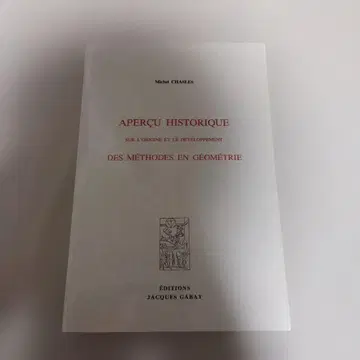 Michel CHASLES
APERÇU HISTORIQUE
SUR L'ORIGINE ET LE DÉVELOPPEMENT
DES MÉTHODES EN GÉOMÉTRIE
ÉDITIONS
JACQUES GABAY